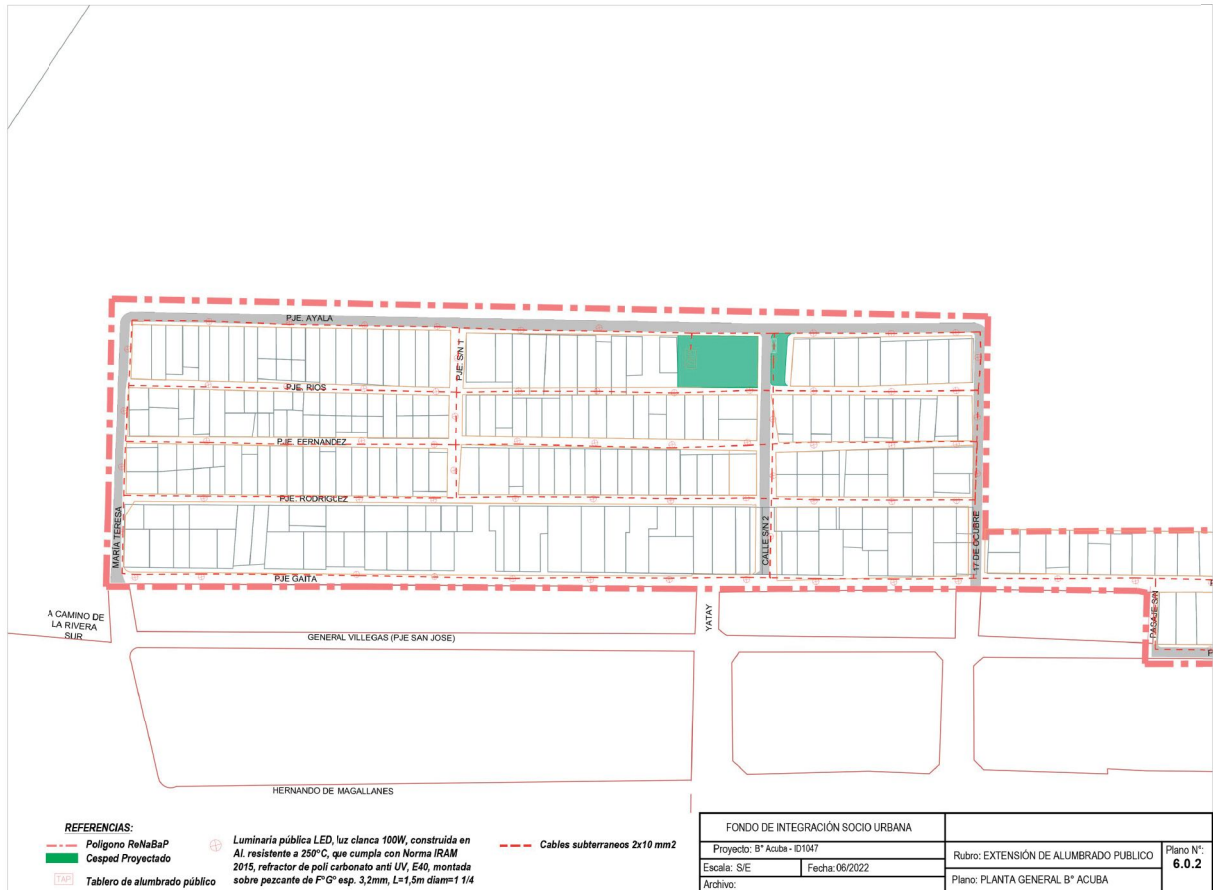 PJE. AYALA
PJE. S/N 1
PJE. RIOS
PJE. FERNANDEZ
PJE. RODRIGUEZ
MARÍA TERESA
CALLE S/N 2
17 DE OCUBRE
PJE GAITA
PASAJE S/N
A CAMINO DE
LA RIVERA
SUR
YATAY
GENERAL VILLEGAS (PJE SAN JOSE)
HERNANDO DE MAGALLANES
REFERENCIAS:
Poligono ReNaBaP
Cesped Proyectado
TAP
Tablero de alumbrado público
Luminaria pública LED, luz clanca 100W, construida en
Al. resistente a 250°C, que cumpla con Norma IRAM
2015, refractor de poli carbonato anti UV, E40, montada
sobre pezcante de F°G° esp. 3,2mm, L=1,5m diam=1 1/4
Cables subterraneos 2x10 mm2
FONDO DE INTEGRACIÓN SOCIO URBANA
Proyecto: B° Acuba - ID1047
Escala: S/E
Fecha: 06/2022
Archivo:
Rubro: EXTENSIÓN DE ALUMBRADO PUBLICO
Plano: PLANTA GENERAL B° ACUBA
Plano N°:
6.0.2